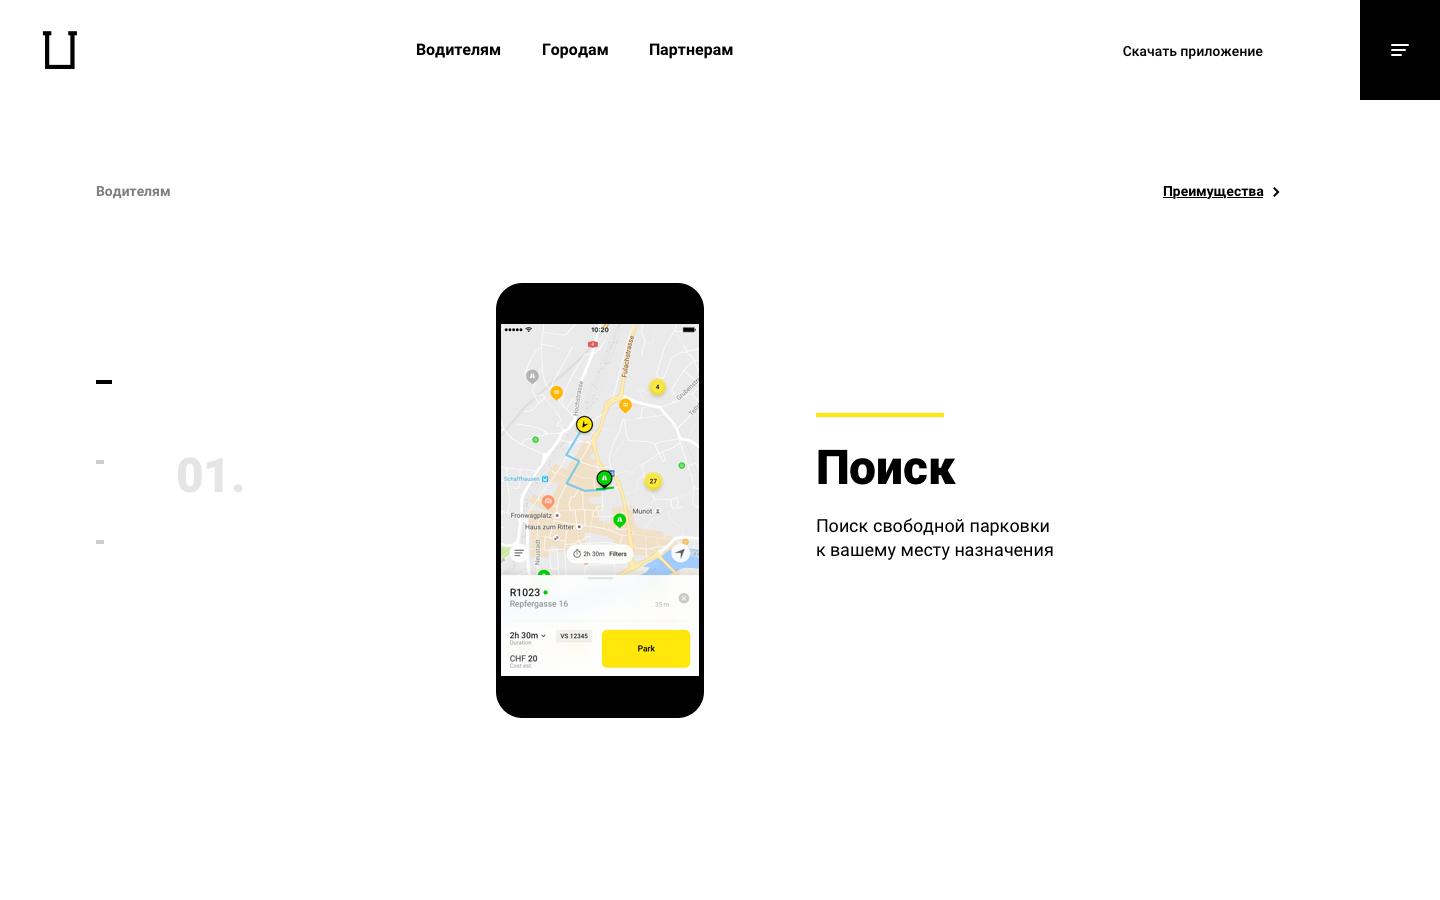 Водителям
Городам
Партнерам
Скачать приложение
Водителям
Преимущества
01.
10:20
Fulachstrasse
Hochstrasse
4
Schaffhausen
27
Fronwagplatz
Munot
Haus zum Ritter
Neustadt
2h 30m Filters
R1023
Repfergasse 16
35 m
2h 30m
Duration
VS 12345
CHF 20
Cost est.
Park
Поиск
Поиск свободной парковки
к вашему месту назначения